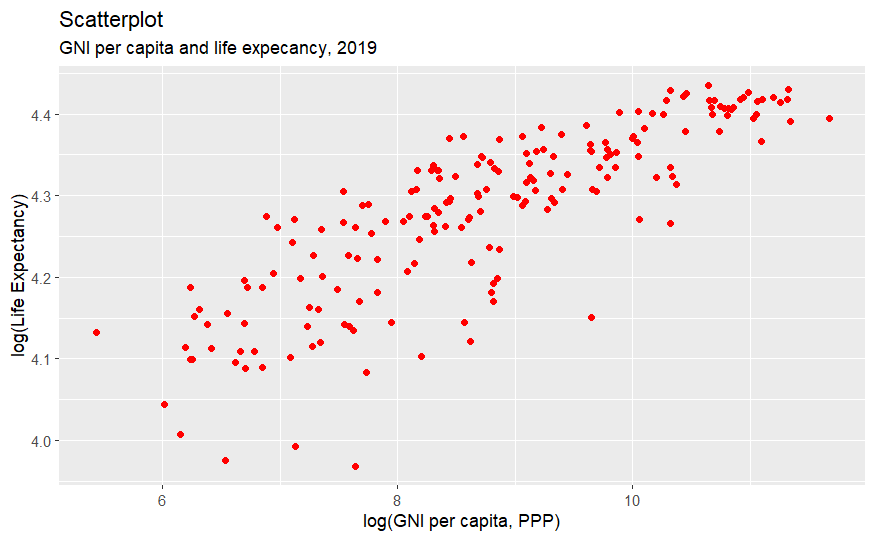 Scatterplot
GNI per capita and life expecancy, 2019
log(Life Expectancy)
4.4
4.3
4.2
4.1
4.0
6 8 10
log(GNI per capita, PPP)